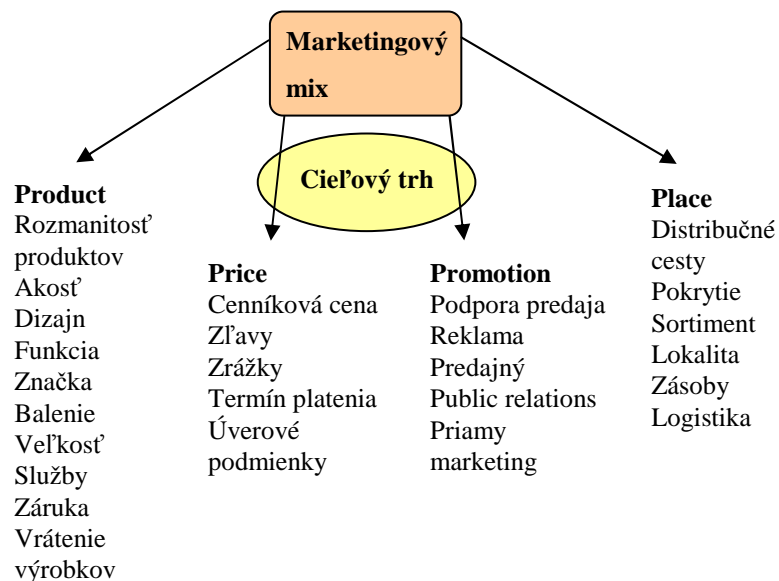 Marketingový
mix
Cieľový trh
Product
Rozmanitosť
produktov
Akosť
Dizajn
Funkcia
Značka
Balenie
Veľkosť
Služby
Záruka
Vrátenie
výrobkov
Price
Cenníková cena
Zľavy
Zrážky
Termín platenia
Úverové
podmienky
Promotion
Podpora predaja
Reklama
Predajný
Public relations
Priamy
marketing
Place
Distribučné
cesty
Pokrytie
Sortiment
Lokalita
Zásoby
Logistika